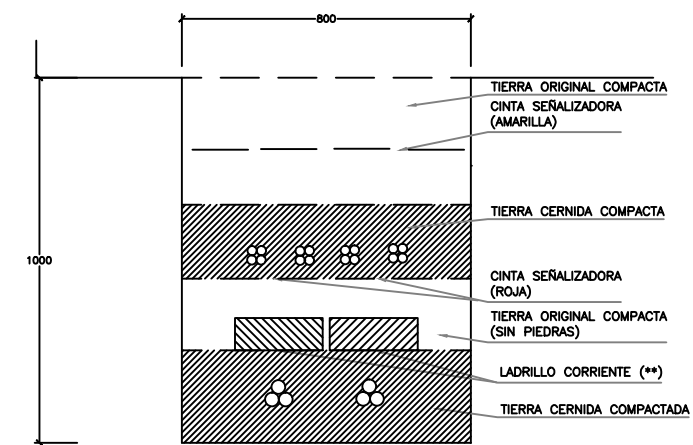 800
TIERRA ORIGINAL COMPACTA
CINTA SEÑALIZADORA
(AMARILLA)
TIERRA CERNIDA COMPACTA
1000
CINTA SEÑALIZADORA
(ROJA)
TIERRA ORIGINAL COMPACTA
(SIN PIEDRAS)
LADRILLO CORRIENTE (**)
TIERRA CERNIDA COMPACTADA